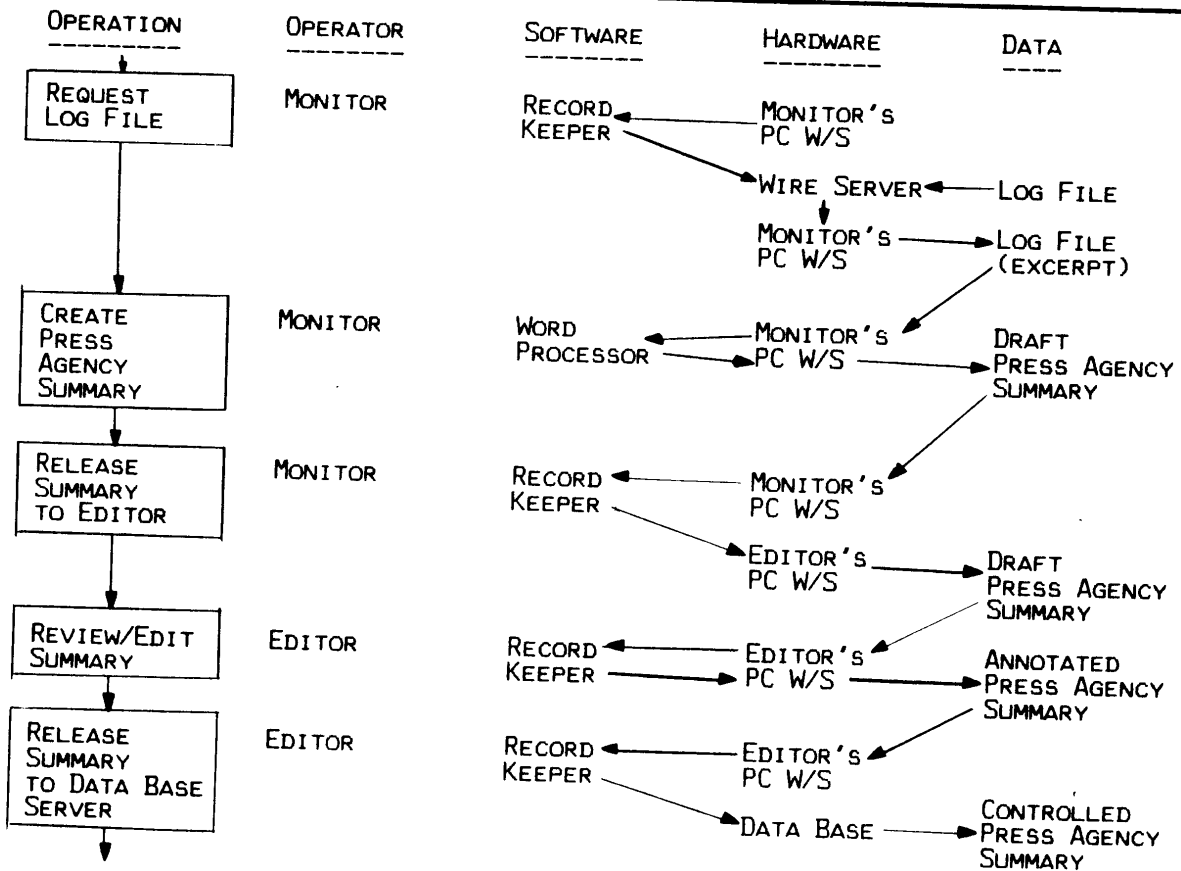 OPERATION OPERATOR SOFTWARE HARDWARE DATA
REQUEST
LOG FILE
MONITOR
RECORD
KEEPER
MONITOR's
PC W/S
WIRE SERVER
LOG FILE
MONITOR's
PC W/S
LOG FILE
(EXCERPT)
CREATE
PRESS
AGENCY
SUMMARY
MONITOR
WORD
PROCESSOR
MONITOR's
PC W/S
DRAFT
PRESS AGENCY
SUMMARY
RELEASE
SUMMARY
TO EDITOR
MONITOR
RECORD
KEEPER
MONITOR's
PC W/S
EDITOR's
PC W/S
DRAFT
PRESS AGENCY
SUMMARY
REVIEW/EDIT
SUMMARY
EDITOR
RECORD
KEEPER
EDITOR's
PC W/S
ANNOTATED
PRESS AGENCY
SUMMARY
RELEASE
SUMMARY
TO DATA BASE
SERVER
EDITOR
RECORD
KEEPER
EDITOR's
PC W/S
DATA BASE
CONTROLLED
PRESS AGENCY
SUMMARY